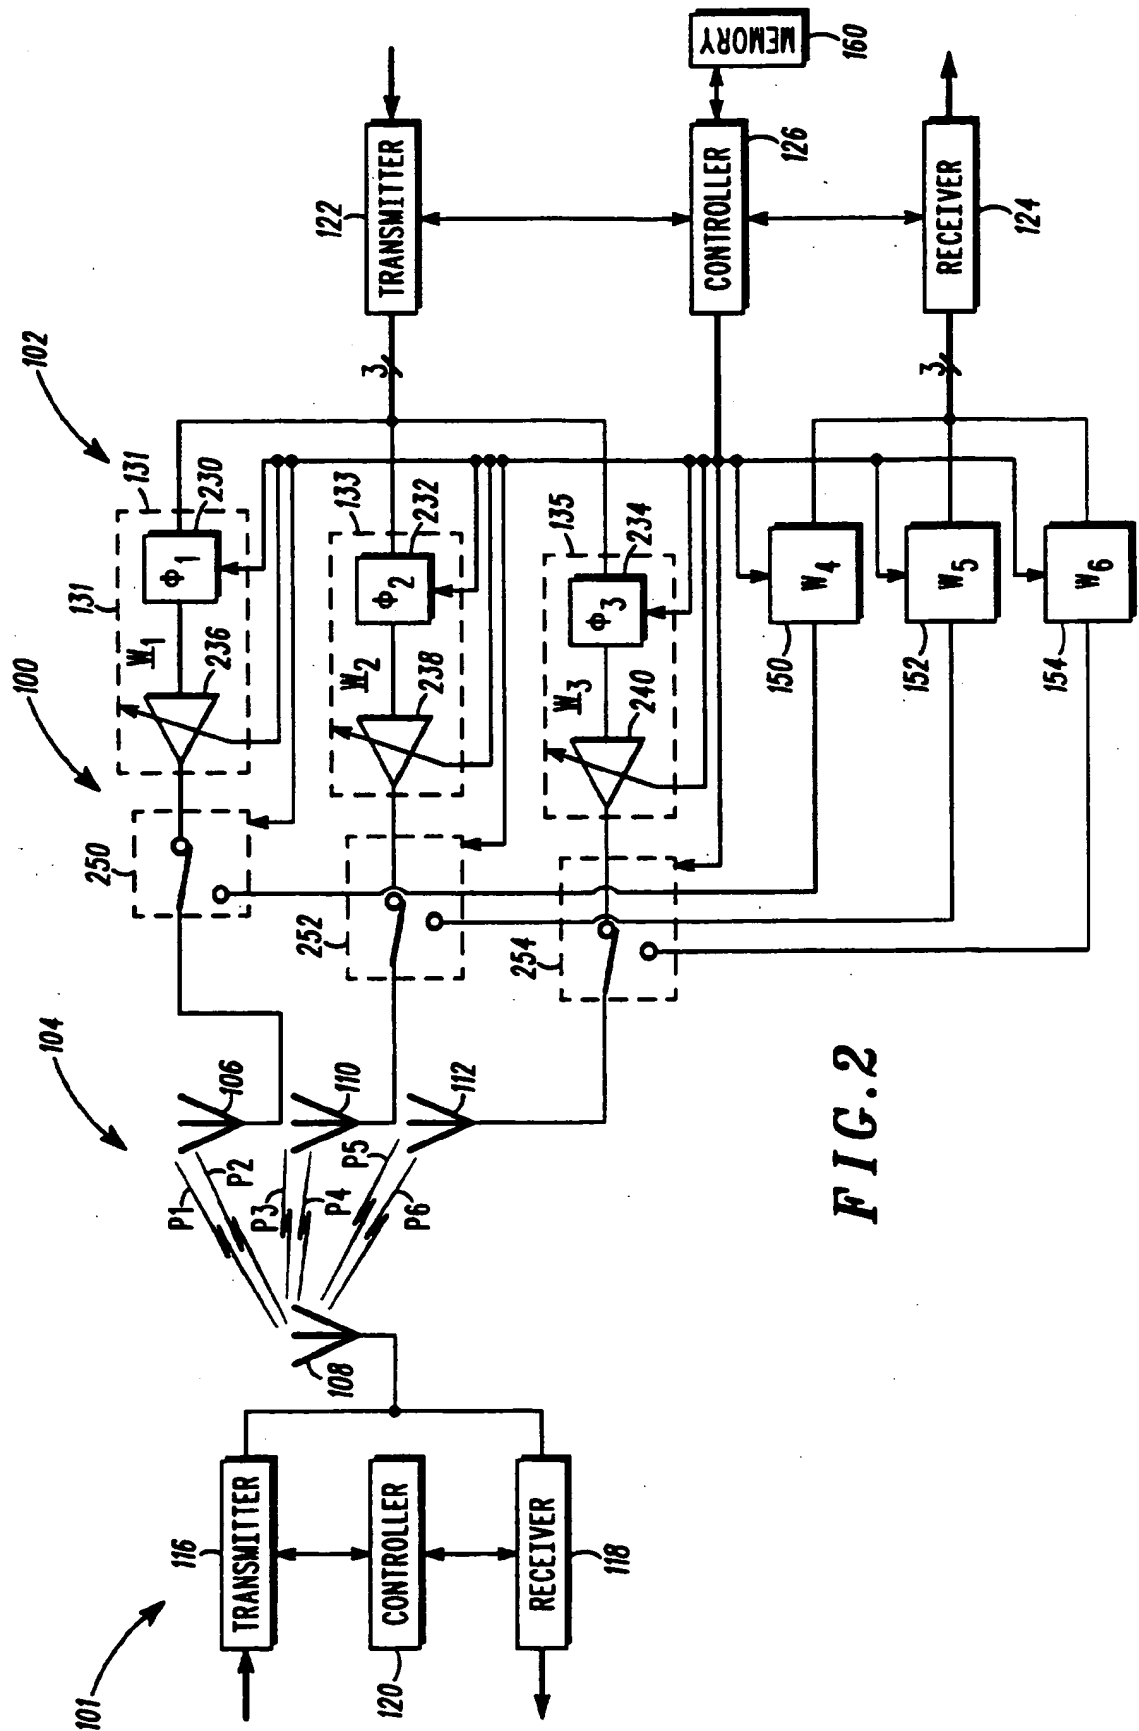 101
116
TRANSMITTER
CONTROLLER
120
RECEIVER
118
108
P1
P2
P3
P4
P5
P6
104
106
110
112
100
102
250
252
254
131
131
W1
236
Φ1
230
133
W2
238
Φ2
232
135
W3
240
Φ3
234
150
W4
152
W5
154
W6
3
3
122
TRANSMITTER
CONTROLLER
126
RECEIVER
124
MEMORY
160
FIG.2